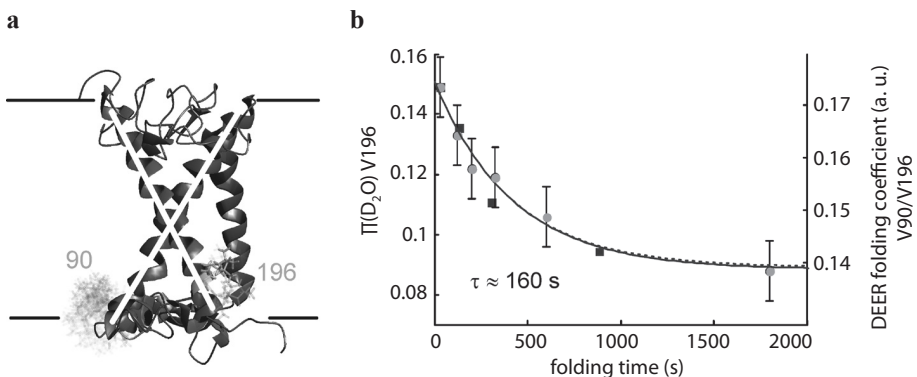 a
90
196
b
∏(D₂O) V196
0.16
0.14
0.12
0.1
0.08
τ ≈ 160 s
0
500
1000
1500
2000
folding time (s)
0.17
0.16
0.15
0.14
DEER folding coefficient (a. u.)
V90/V196